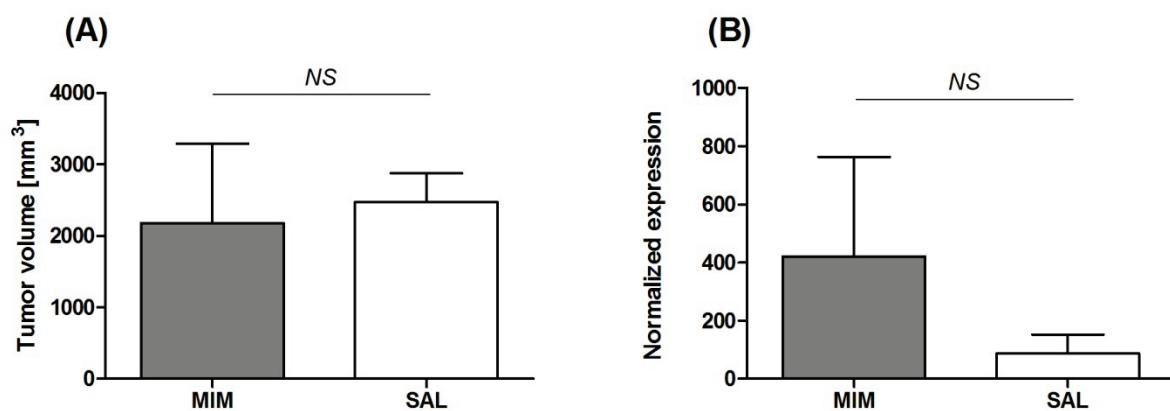 (A)
NS
Tumor volume [mm³]
4000
3000
2000
1000
0
MIM
SAL
(B)
NS
Normalized expression
1000
800
600
400
200
0
MIM
SAL